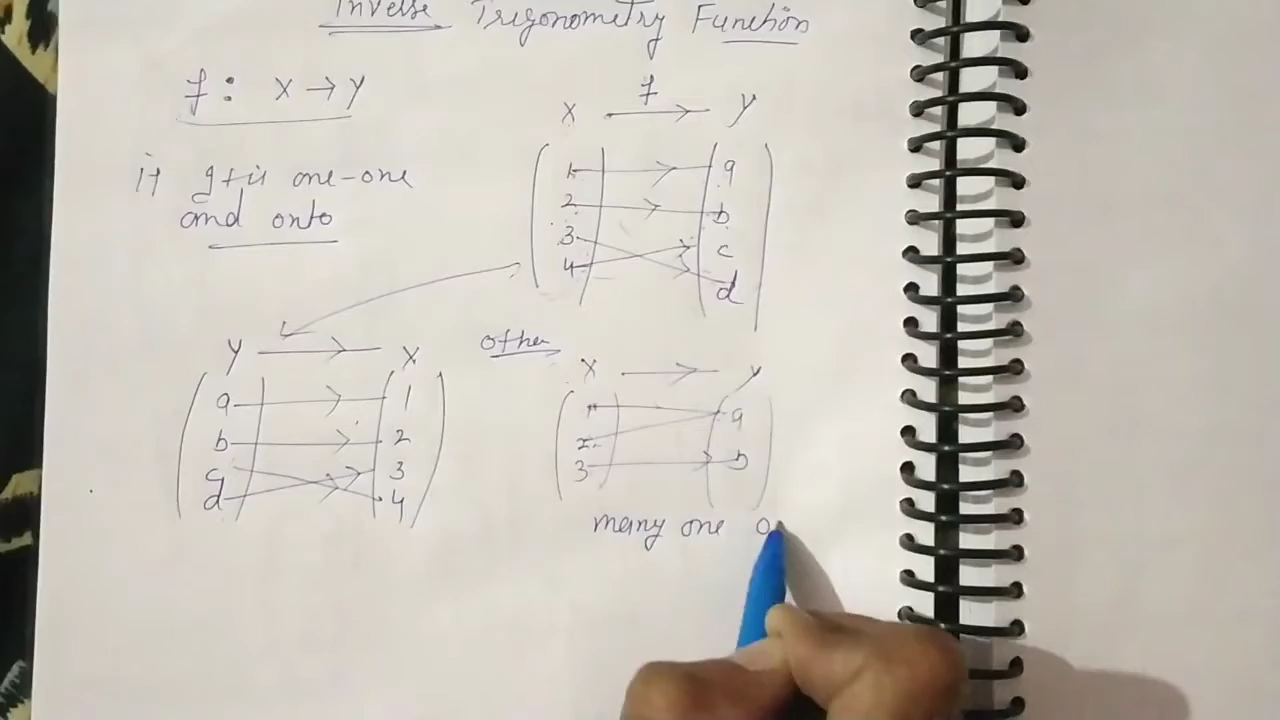 Inverse Trigonometry Function
f : X → Y
if It is one-one
and onto
X f → Y
1 a
2 b
3 c
4 d
Y → X
a 1
b 2
c 3
d 4
other
X → Y
1 a
2
3 b
many one o